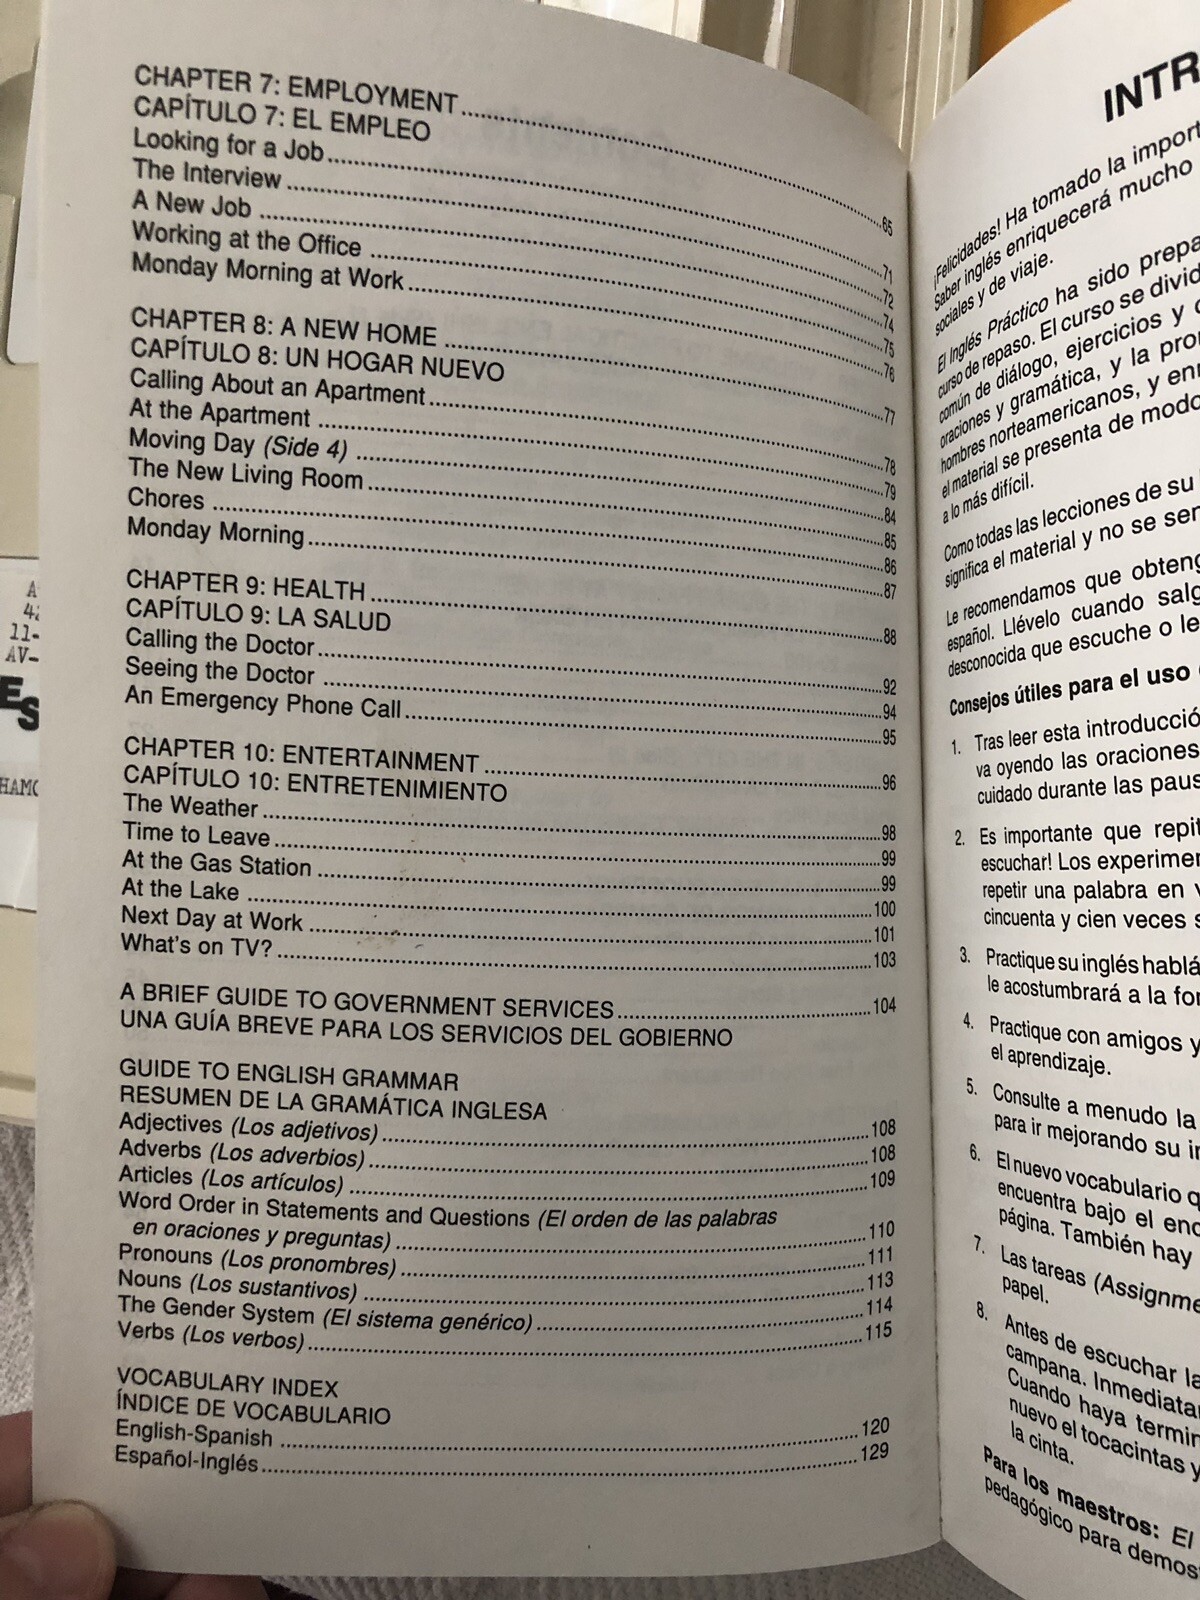 CHAPTER 7: EMPLOYMENT ........ 65
CAPÍTULO 7: EL EMPLEO
Looking for a Job ........ 71
The Interview ........ 72
A New Job ........ 74
Working at the Office ........ 75
Monday Morning at Work ........ 76
CHAPTER 8: A NEW HOME ........ 77
CAPÍTULO 8: UN HOGAR NUEVO
Calling About an Apartment ........ 78
At the Apartment ........ 79
Moving Day (Side 4) ........ 84
The New Living Room ........ 85
Chores ........ 86
Monday Morning ........ 87
CHAPTER 9: HEALTH ........ 88
CAPÍTULO 9: LA SALUD
Calling the Doctor ........ 92
Seeing the Doctor ........ 94
An Emergency Phone Call ........ 95
CHAPTER 10: ENTERTAINMENT ........ 96
CAPÍTULO 10: ENTRETENIMIENTO
The Weather ........ 98
Time to Leave ........ 99
At the Gas Station ........ 99
At the Lake ........ 100
Next Day at Work ........ 101
What's on TV? ........ 103
A BRIEF GUIDE TO GOVERNMENT SERVICES ........ 104
UNA GUÍA BREVE PARA LOS SERVICIOS DEL GOBIERNO
GUIDE TO ENGLISH GRAMMAR
RESUMEN DE LA GRAMÁTICA INGLESA
Adjectives (Los adjetivos) ........ 108
Adverbs (Los adverbios) ........ 108
Articles (Los artículos) ........ 109
Word Order in Statements and Questions (El orden de las palabras
en oraciones y preguntas) ........ 110
Pronouns (Los pronombres) ........ 111
Nouns (Los sustantivos) ........ 113
The Gender System (El sistema genérico) ........ 114
Verbs (Los verbos) ........ 115
VOCABULARY INDEX
ÍNDICE DE VOCABULARIO
English-Spanish ........ 120
Español-Inglés ........ 129
INTR
¡Felicidades! Ha tomado la import
Saber inglés enriquecerá mucho
sociales y de viaje.
El Inglés Práctico ha sido prepa
curso de repaso. El curso se divid
común de diálogo, ejercicios y
oraciones y gramática, y la pro
hombres norteamericanos, y en
el material se presenta de modo
a lo más difícil.
Como todas las lecciones de su
significa el material y no se ser
Le recomendamos que obteng
español. Llévelo cuando salg
desconocida que escuche o le
Consejos útiles para el uso
1. Tras leer esta introducció
va oyendo las oraciones
cuidado durante las paus
2. Es importante que repit
escuchar! Los experimer
repetir una palabra en v
cincuenta y cien veces s
3. Practique su inglés hablá
le acostumbrará a la for
4. Practique con amigos y
el aprendizaje.
5. Consulte a menudo la
para ir mejorando su in
6. El nuevo vocabulario q
encuentra bajo el enc
página. También hay
7. Las tareas (Assignme
papel.
8. Antes de escuchar la
campana. Inmediata
Cuando haya termin
nuevo el tocacintas y
la cinta.
Para los maestros: El
pedagógico para demos
11-
AV-
ES
HAMO